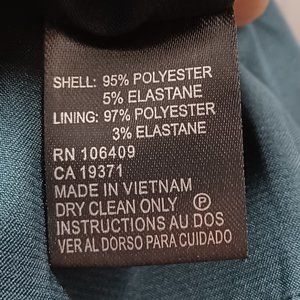 SHELL: 95% POLYESTER
5% ELASTANE
LINING: 97% POLYESTER
3% ELASTANE
RN 106409
CA 19371
MADE IN VIETNAM
DRY CLEAN ONLY Ⓟ
INSTRUCTIONS AU DOS
VER AL DORSO PARA CUIDADO